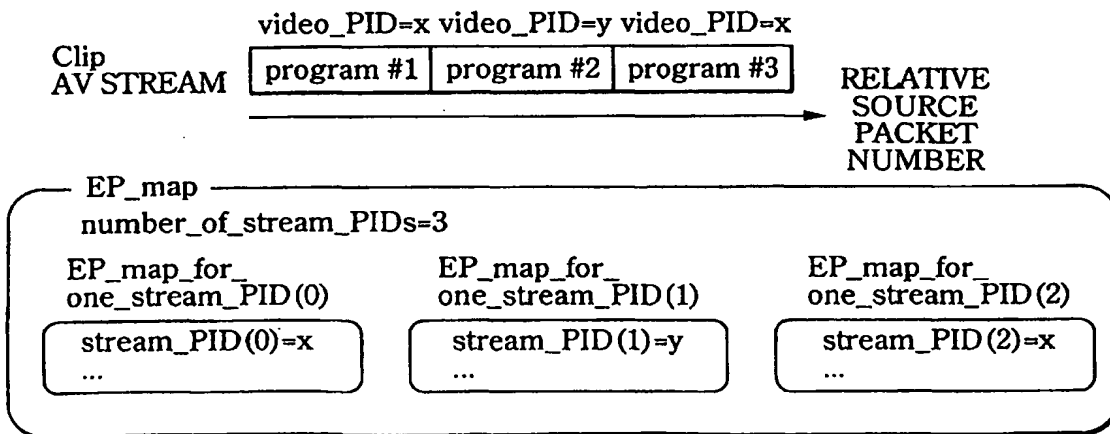 video_PID=x video_PID=y video_PID=x
Clip
AV STREAM
program #1 program #2 program #3
RELATIVE
SOURCE
PACKET
NUMBER
EP_map
number_of_stream_PIDs=3
EP_map_for_
one_stream_PID(0)
stream_PID(0)=x
...
EP_map_for_
one_stream_PID(1)
stream_PID(1)=y
...
EP_map_for_
one_stream_PID(2)
stream_PID(2)=x
...